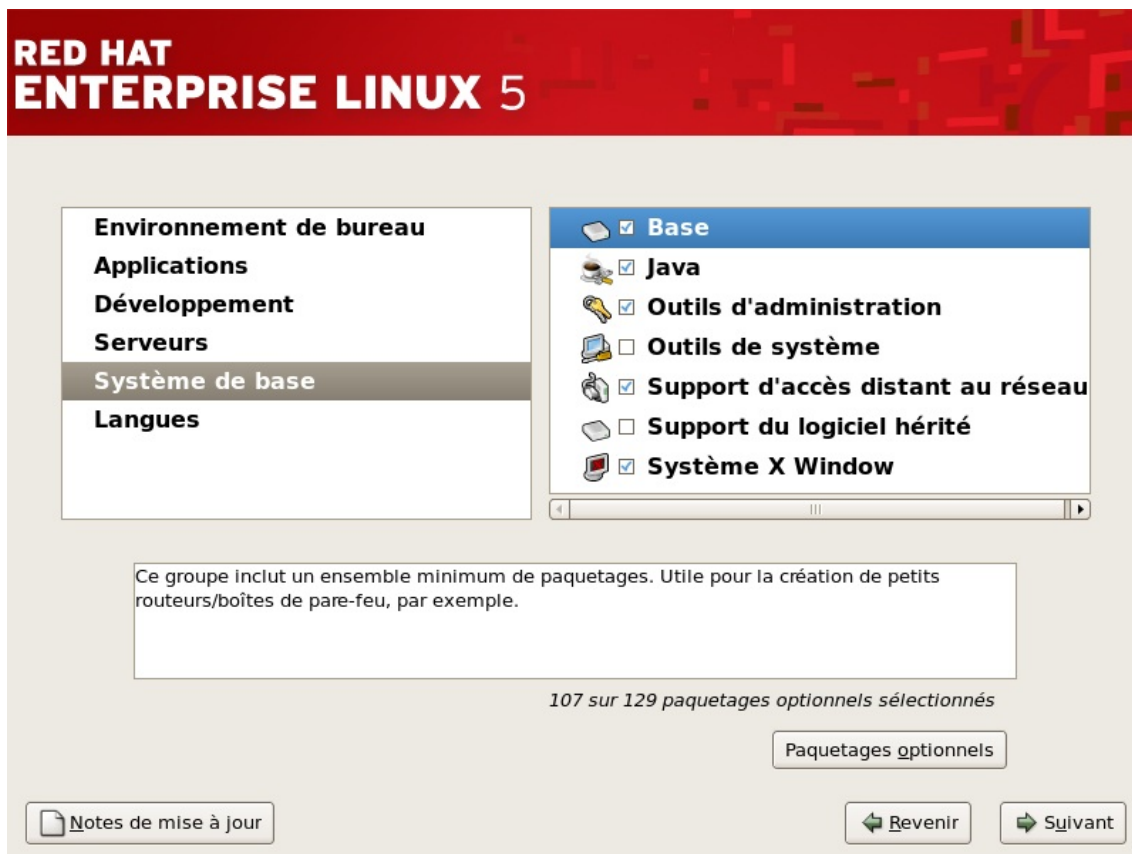 RED HAT
ENTERPRISE LINUX 5
Environnement de bureau
Applications
Développement
Serveurs
Système de base
Langues
Base
Java
Outils d'administration
Outils de système
Support d'accès distant au réseau
Support du logiciel hérité
Système X Window
Ce groupe inclut un ensemble minimum de paquetages. Utile pour la création de petits
routeurs/boîtes de pare-feu, par exemple.
107 sur 129 paquetages optionnels sélectionnés
Paquetages optionnels
Notes de mise à jour
Revenir
Suivant